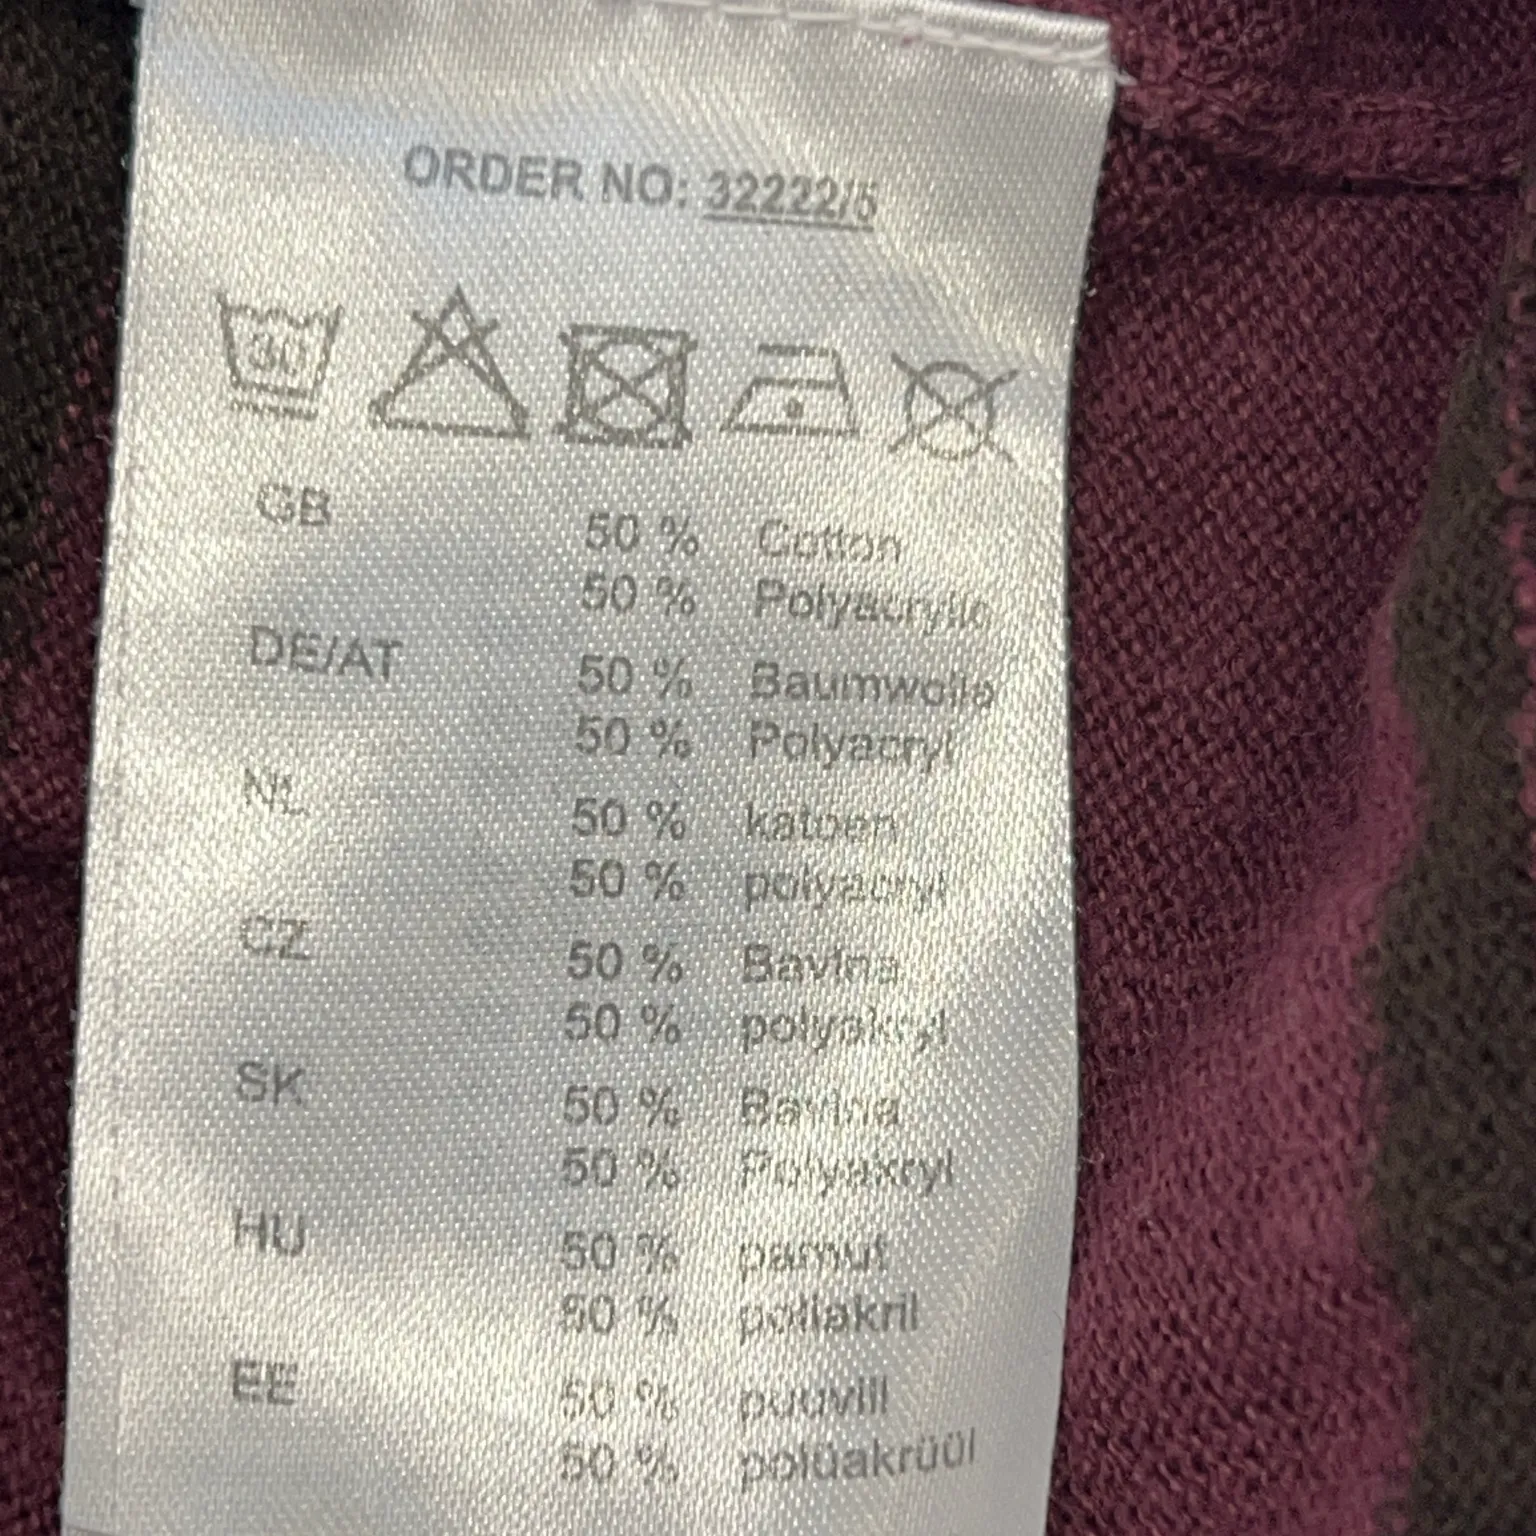 ORDER NO: 32222/5
30
GB
50 % Cotton
50 % Polyacrylic
DE/AT
50 % Baumwolle
50 % Polyacryl
NL
50 % katoen
50 % polyacryl
CZ
50 % Bavlna
50 % polyakryl
SK
50 % Bavlna
50 % Polyaxryl
HU
50 % pamut
50 % poliakril
EE
50 % puuvill
50 % polüakrüül